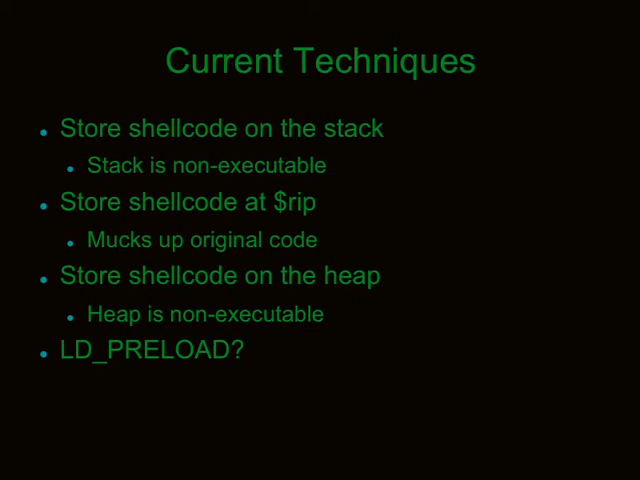 Current Techniques
Store shellcode on the stack
Stack is non-executable
Store shellcode at $rip
Mucks up original code
Store shellcode on the heap
Heap is non-executable
LD_PRELOAD?